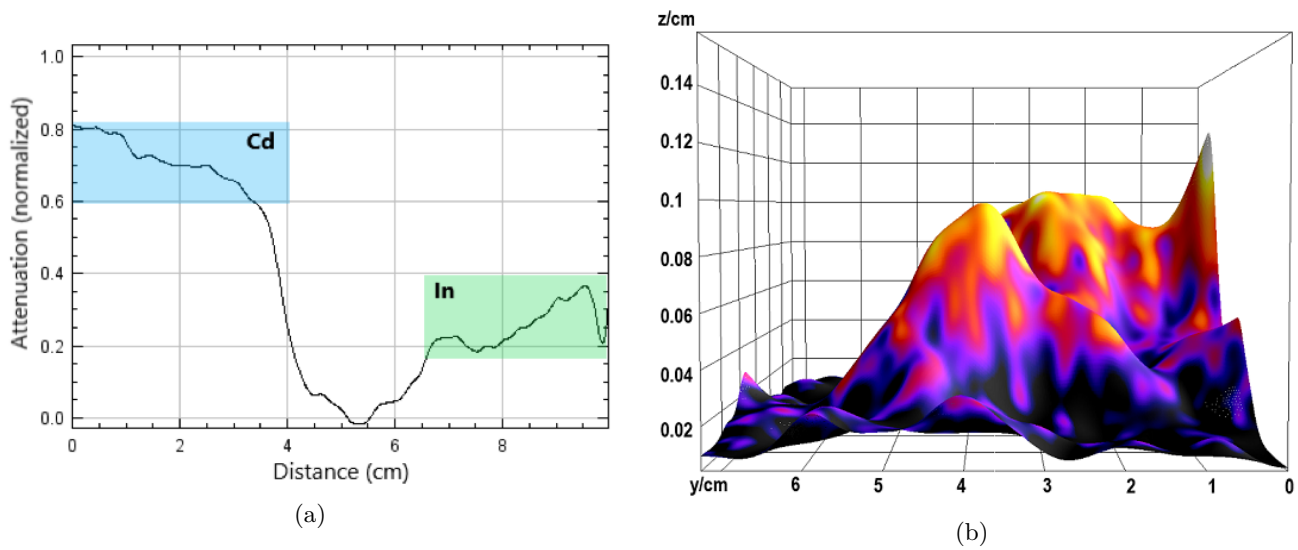 Attenuation (normalized)
1.0
0.8
0.6
0.4
0.2
0.0
Cd
In
0 2 4 6 8
Distance (cm)
(a)
z/cm
0.14
0.12
0.1
0.08
0.06
0.04
0.02
y/cm 6 5 4 3 2 1 0
(b)